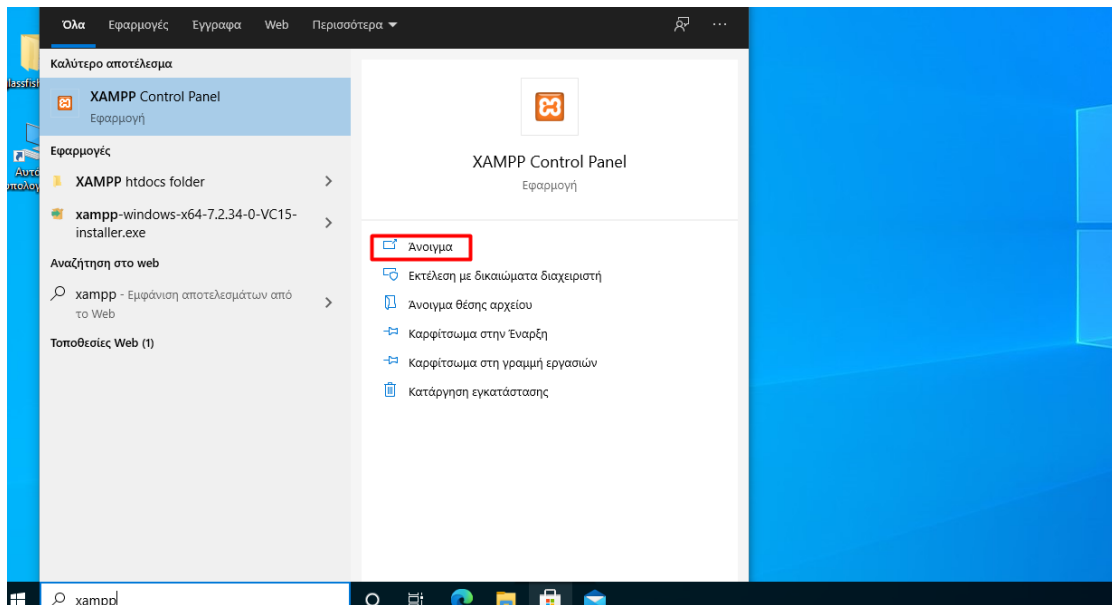 Όλα Εφαρμογές Έγγραφα Web Περισσότερα
Καλύτερο αποτέλεσμα
XAMPP Control Panel
Εφαρμογή
Εφαρμογές
XAMPP htdocs folder
xampp-windows-x64-7.2.34-0-VC15-
installer.exe
Αναζήτηση στο web
xampp - Εμφάνιση αποτελεσμάτων από
το Web
Τοποθεσίες Web (1)
XAMPP Control Panel
Εφαρμογή
Άνοιγμα
Εκτέλεση με δικαιώματα διαχειριστή
Άνοιγμα θέσης αρχείου
Καρφίτσωμα στην Έναρξη
Καρφίτσωμα στη γραμμή εργασιών
Κατάργηση εγκατάστασης
xampp